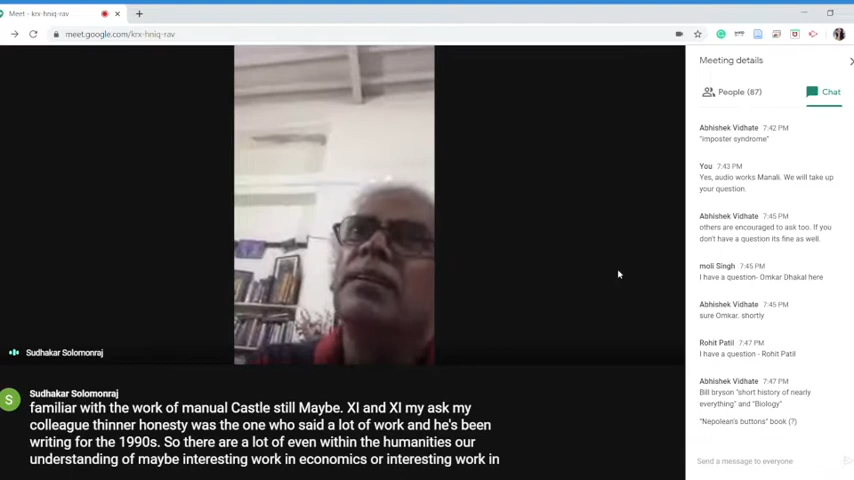 Meet - krx-hniq-rav
meet.google.com/krx-hniq-rav
Meeting details
People (87)
Chat
Abhishek Vidhate 7:42 PM
"imposter syndrome"
You 7:43 PM
Yes, audio works Manali. We will take up
your question.
Abhishek Vidhate 7:45 PM
others are encouraged to ask too. If you
don't have a question its fine as well.
moli Singh 7:45 PM
I have a question- Omkar Dhakal here
Abhishek Vidhate 7:45 PM
sure Omkar. shortly
Rohit Patil 7:47 PM
I have a question - Rohit Patil
Abhishek Vidhate 7:47 PM
Bill bryson "short history of nearly
everything" and "Biology"
"Nepolean's buttons" book (?)
Send a message to everyone
Sudhakar Solomonraj
S
Sudhakar Solomonraj
familiar with the work of manual Castle still Maybe. XI and XI my ask my
colleague thinner honesty was the one who said a lot of work and he's been
writing for the 1990s. So there are a lot of even within the humanities our
understanding of maybe interesting work in economics or interesting work in